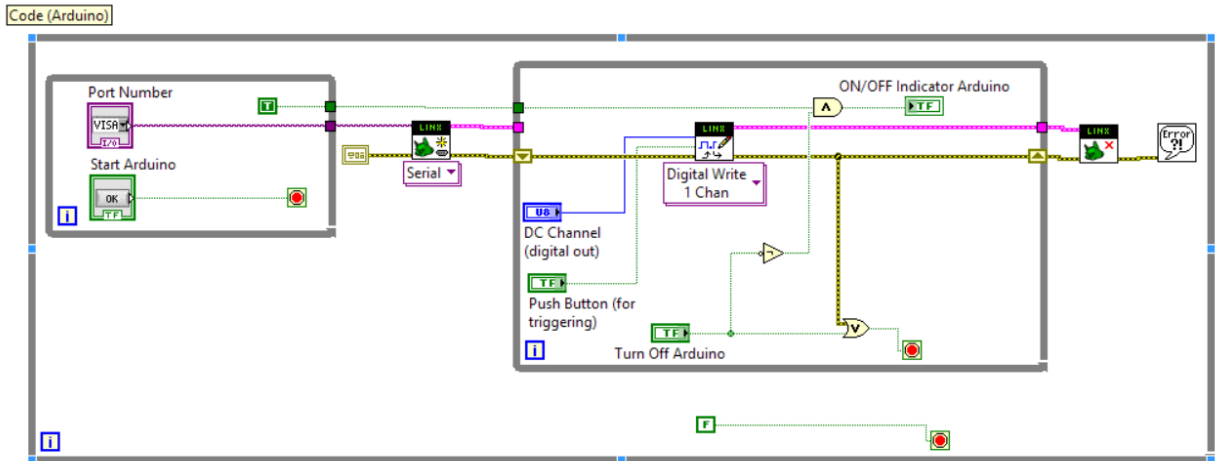 Code (Arduino)
Port Number
VISA
I/O
Start Arduino
OK
TF
i
T
LINX
Serial
ON/OFF Indicator Arduino
TF
Λ
LINX
Digital Write
1 Chan
U8
DC Channel
(digital out)
TF
Push Button (for
triggering)
TF
Turn Off Arduino
V
i
LINX
Error
?!
F
i